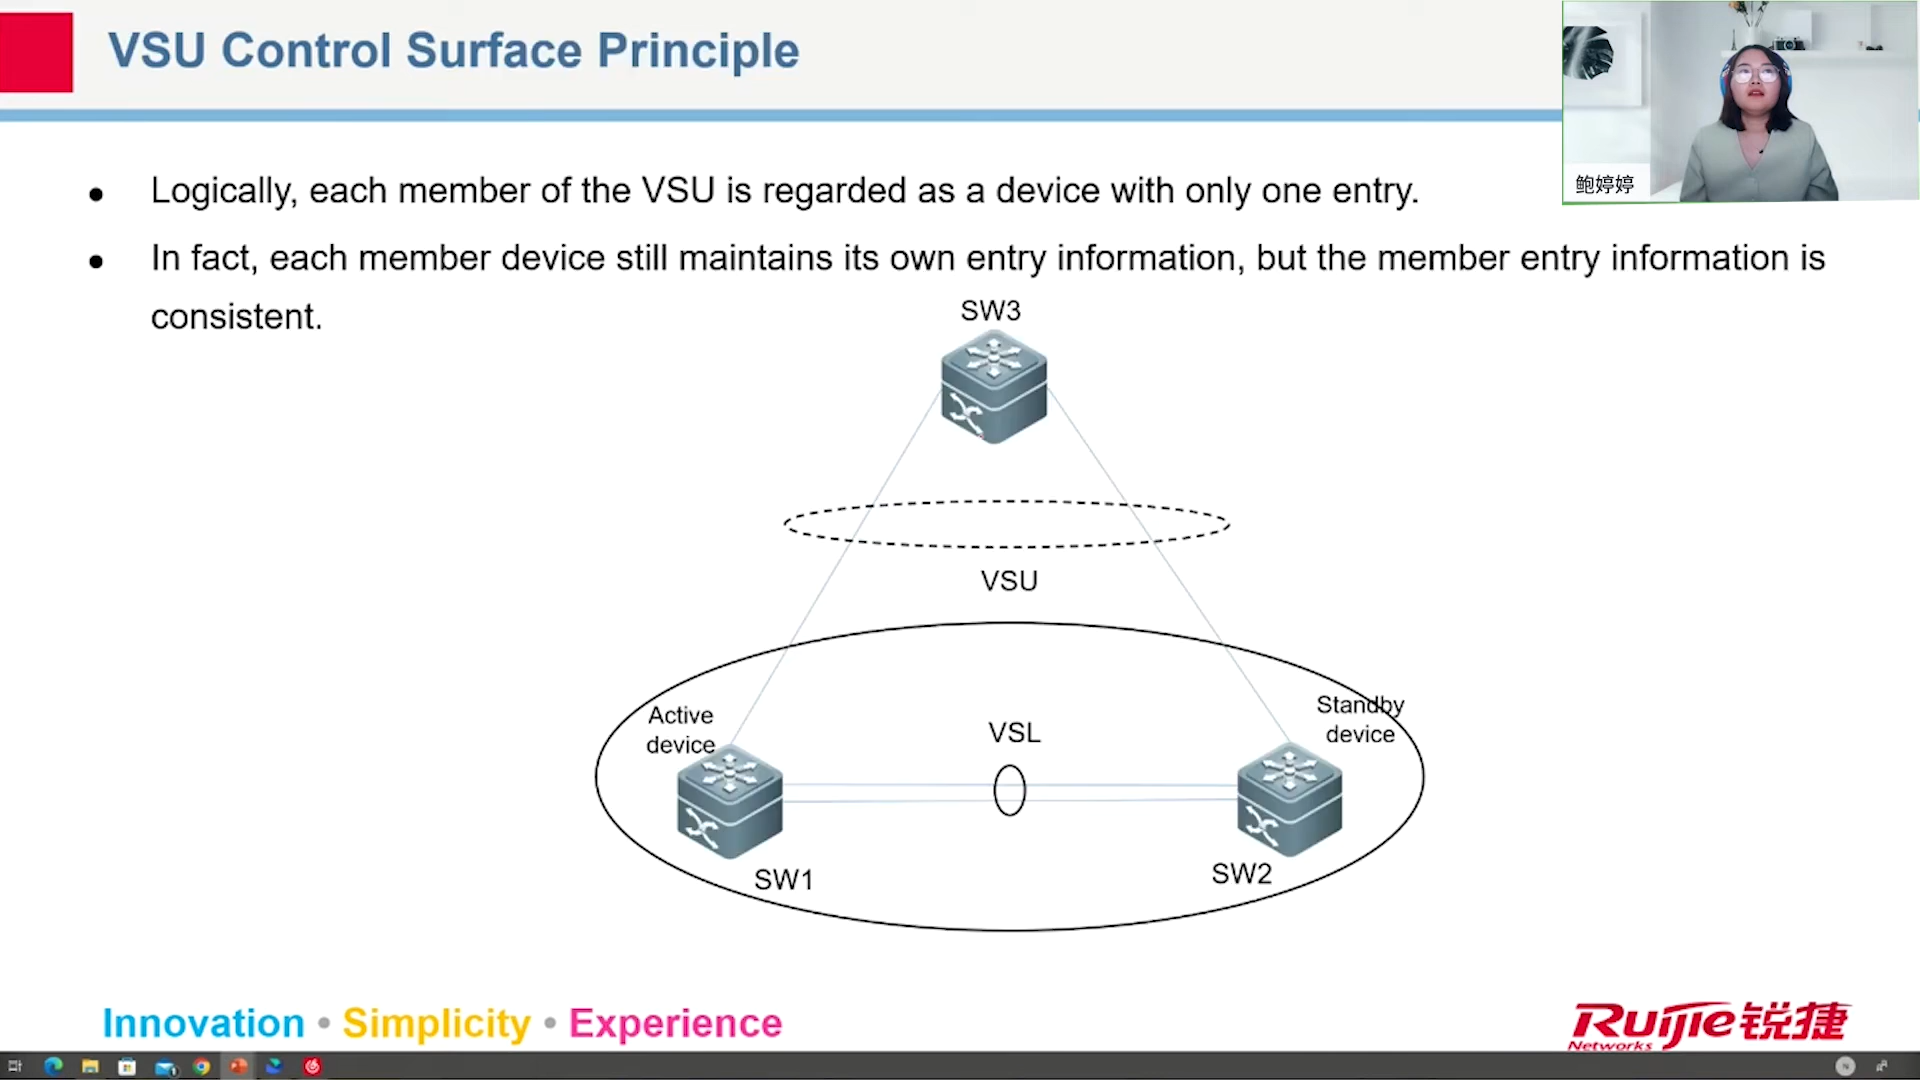 VSU Control Surface Principle
鲍婷婷
• Logically, each member of the VSU is regarded as a device with only one entry.
• In fact, each member device still maintains its own entry information, but the member entry information is
consistent.
SW3
VSU
Active
device
VSL
Standby
device
SW1
SW2
Innovation • Simplicity • Experience
Ruijie锐捷
Networks